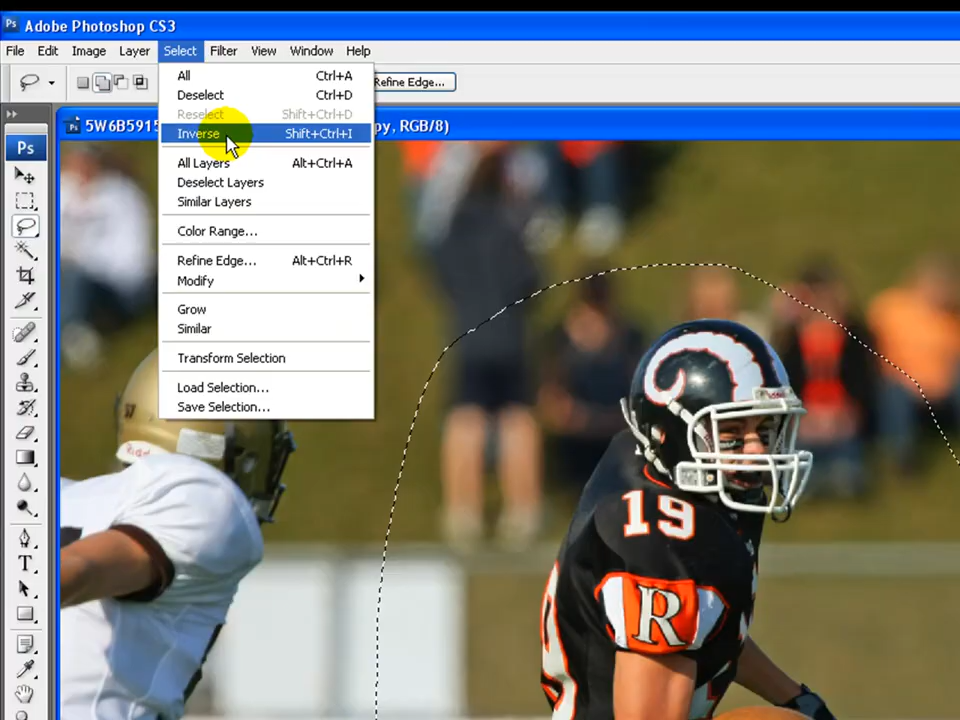 Ps Adobe Photoshop CS3
File Edit Image Layer Select Filter View Window Help
Refine Edge...
All Ctrl+A
Deselect Ctrl+D
Reselect Shift+Ctrl+D
Inverse Shift+Ctrl+I
All Layers Alt+Ctrl+A
Deselect Layers
Similar Layers
Color Range...
Refine Edge... Alt+Ctrl+R
Modify
Grow
Similar
Transform Selection
Load Selection...
Save Selection...
5W6B5915
py, RGB/8)
Ps
T
19
R